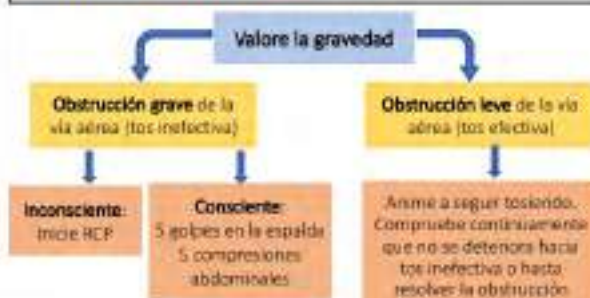 Valore la gravedad
Obstrucción grave de la
vía aérea (tos inefectiva)
Obstrucción leve de la vía
aérea (tos efectiva)
Inconsciente:
Inicie RCP
Consciente:
5 golpes en la espalda
5 compresiones
abdominales
Anime a seguir tosiendo.
Compruebe continuamente
que no se deteriora hacia
tos inefectiva o hasta
resolver la obstrucción